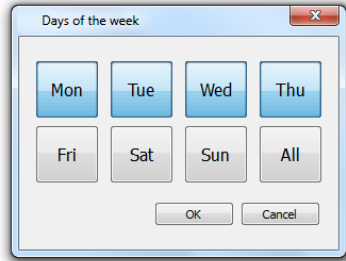 Days of the week
Mon Tue Wed Thu
Fri Sat Sun All
OK Cancel